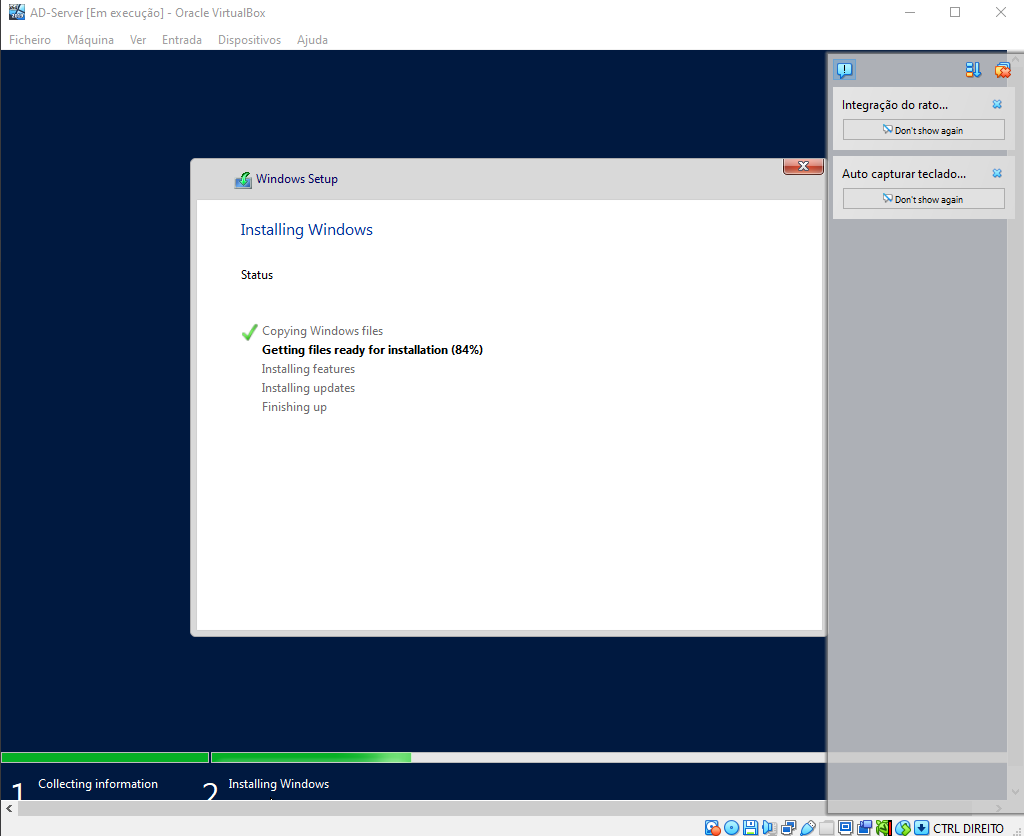 AD-Server [Em execução] - Oracle VirtualBox
Ficheiro Máquina Ver Entrada Dispositivos Ajuda
Integração do rato...
Don't show again
Auto capturar teclado...
Don't show again
Windows Setup
Installing Windows
Status
Copying Windows files
Getting files ready for installation (84%)
Installing features
Installing updates
Finishing up
1 Collecting information
2 Installing Windows
CTRL DIREITO